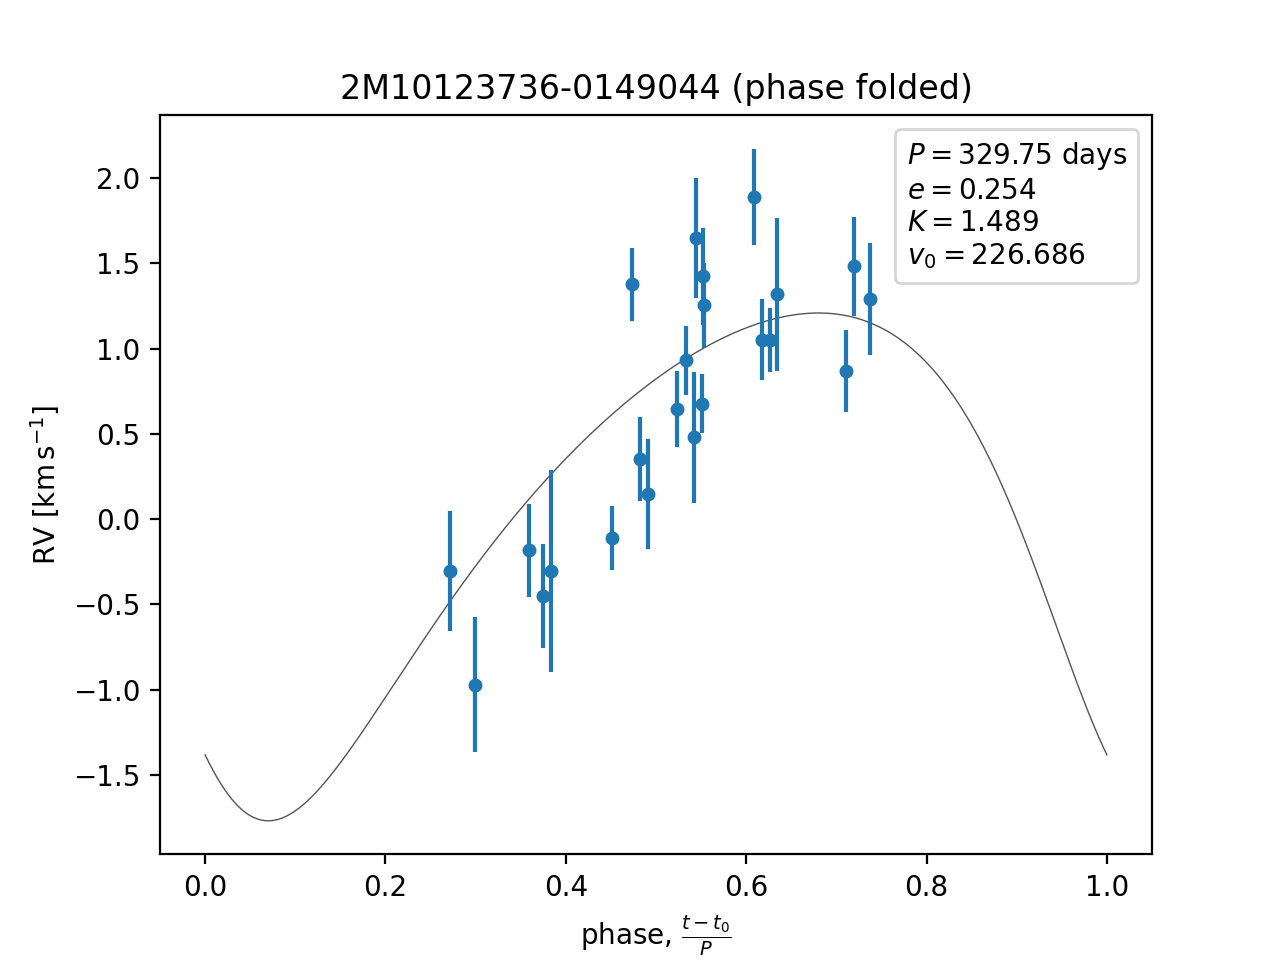 2M10123736-0149044 (phase folded)
P = 329.75 days
e = 0.254
K = 1.489
v₀ = 226.686
RV [km s⁻¹]
2.0
1.5
1.0
0.5
0.0
−0.5
−1.0
−1.5
0.0 0.2 0.4 0.6 0.8 1.0
phase, (t − t₀)/P